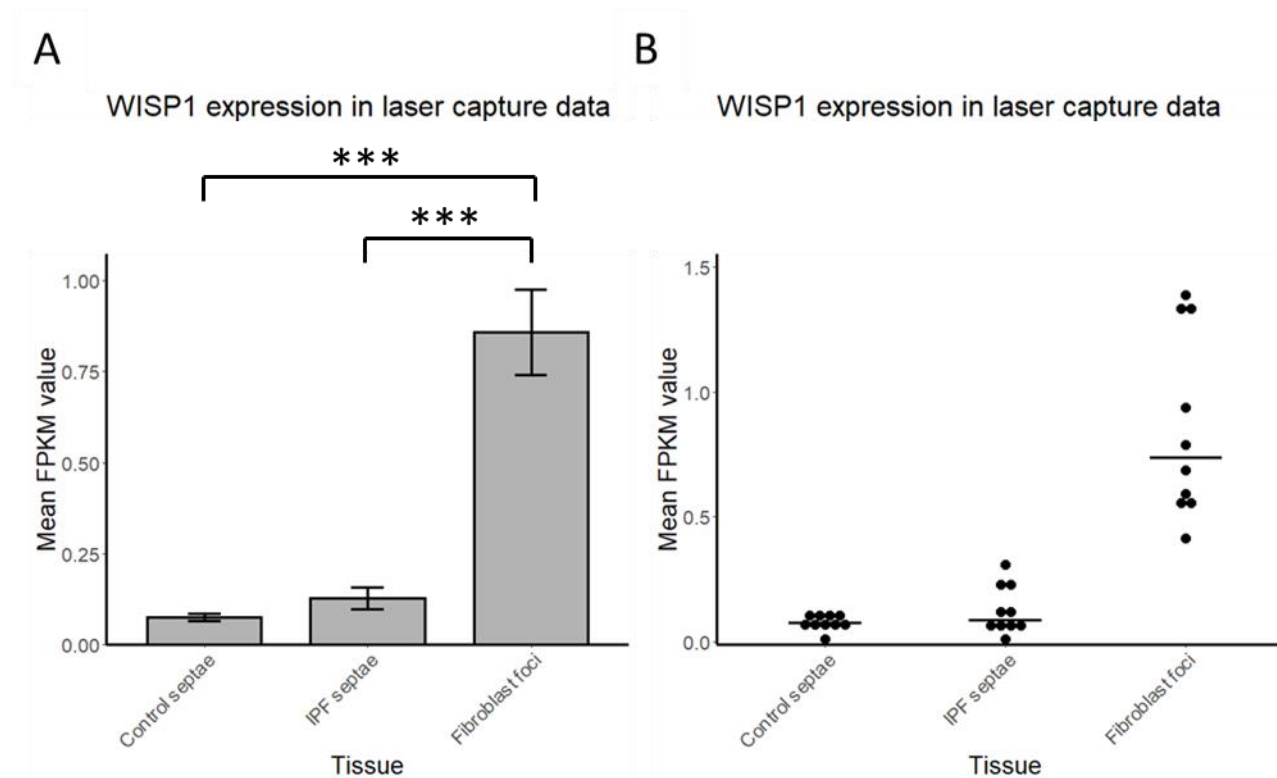 A
WISP1 expression in laser capture data
***
***
Mean FPKM value
1.00
0.75
0.50
0.25
0.00
Control septae
IPF septae
Fibroblast foci
Tissue
B
WISP1 expression in laser capture data
Mean FPKM value
1.5
1.0
0.5
0.0
Control septae
IPF septae
Fibroblast foci
Tissue